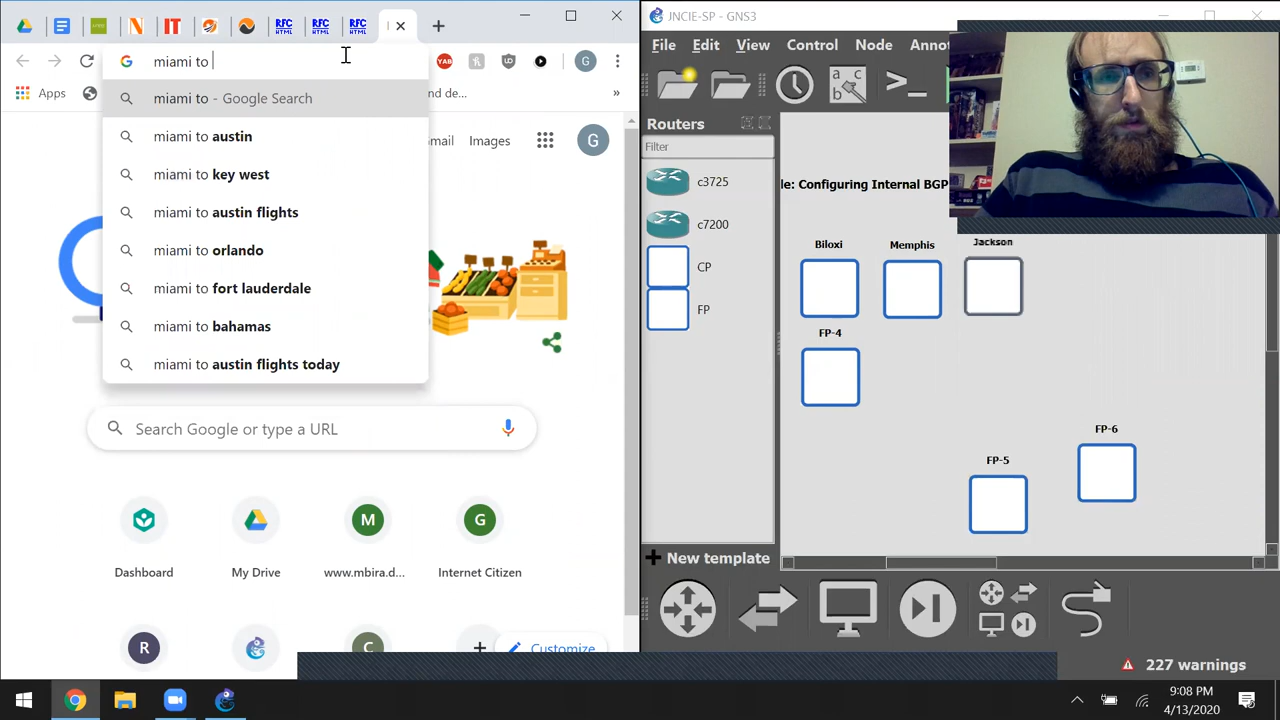 JNCIE-SP - GNS3
miami to
File Edit View Control Node Annot
Apps
nd de...
»
miami to - Google Search
miami to austin
miami to key west
miami to austin flights
miami to orlando
miami to fort lauderdale
miami to bahamas
miami to austin flights today
mail Images
Search Google or type a URL
Dashboard
My Drive
www.mbira.d...
Internet Citizen
Customize
Routers
Filter
c3725
c7200
CP
FP
New template
le: Configuring Internal BGP
Biloxi
Memphis
Jackson
FP-4
FP-6
FP-5
227 warnings
9:08 PM
4/13/2020